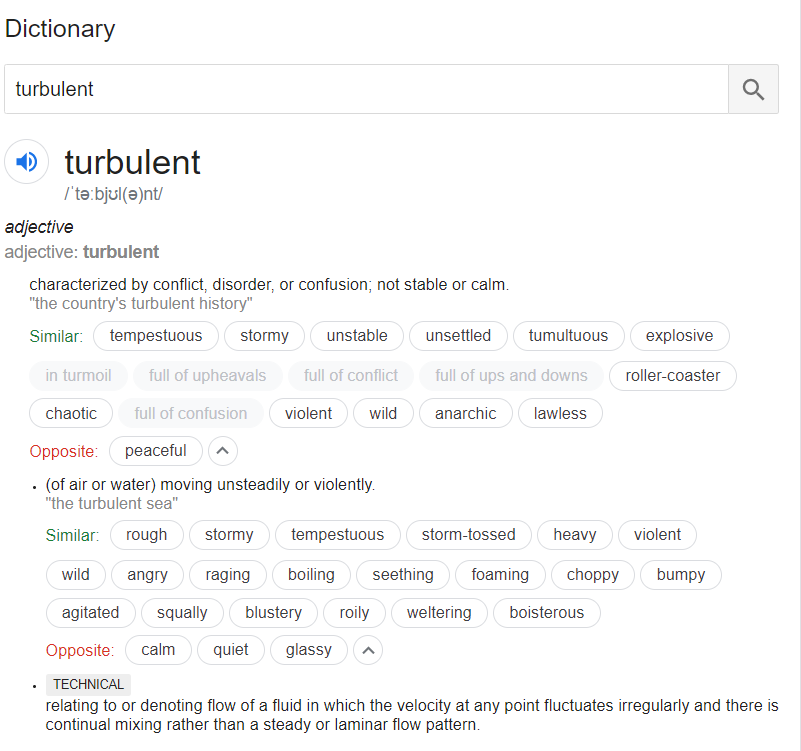 Dictionary
turbulent
turbulent
/ˈtəːbjʊl(ə)nt/
adjective
adjective: turbulent
characterized by conflict, disorder, or confusion; not stable or calm.
"the country's turbulent history"
Similar: tempestuous stormy unstable unsettled tumultuous explosive
in turmoil full of upheavals full of conflict full of ups and downs roller-coaster
chaotic full of confusion violent wild anarchic lawless
Opposite: peaceful
• (of air or water) moving unsteadily or violently.
"the turbulent sea"
Similar: rough stormy tempestuous storm-tossed heavy violent
wild angry raging boiling seething foaming choppy bumpy
agitated squally blustery roily weltering boisterous
Opposite: calm quiet glassy
• TECHNICAL
relating to or denoting flow of a fluid in which the velocity at any point fluctuates irregularly and there is
continual mixing rather than a steady or laminar flow pattern.